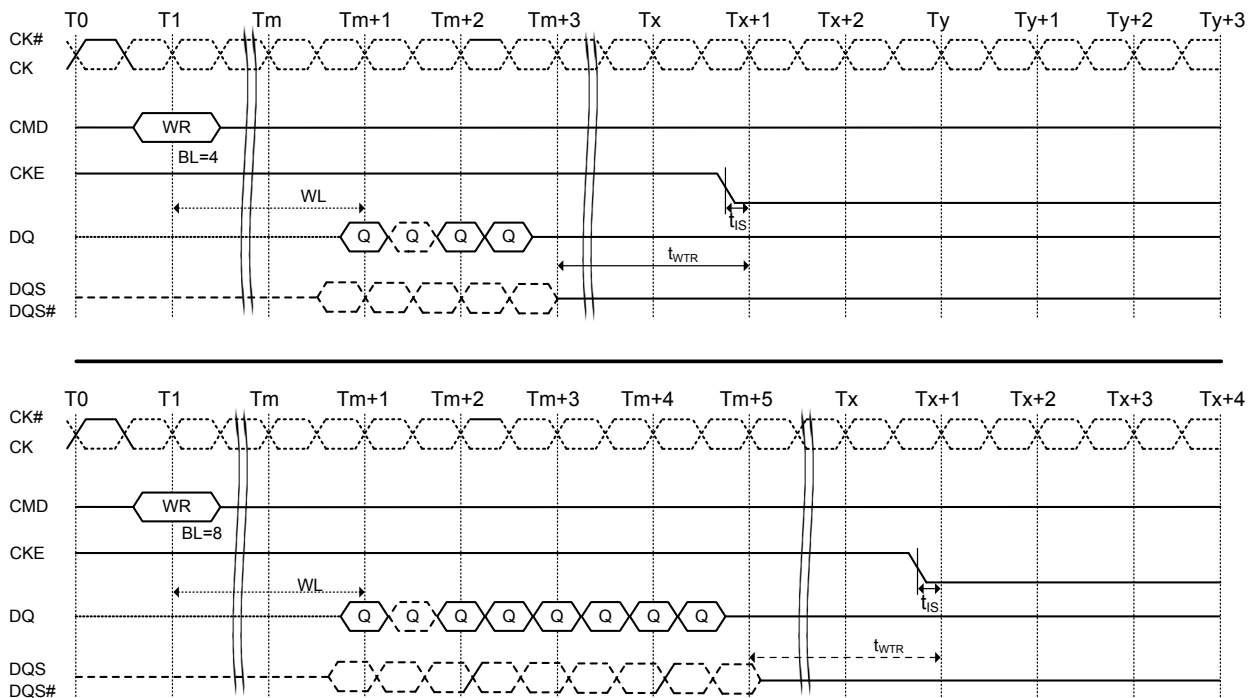 T0 T1 Tm Tm+1 Tm+2 Tm+3 Tx Tx+1 Tx+2 Ty Ty+1 Ty+2 Ty+3
CK#
CK
CMD WR
BL=4
CKE
WL
tIS
DQ Q Q Q Q
tWTR
DQS
DQS#
T0 T1 Tm Tm+1 Tm+2 Tm+3 Tm+4 Tm+5 Tx Tx+1 Tx+2 Tx+3 Tx+4
CK#
CK
CMD WR
BL=8
CKE
WL
tIS
DQ Q Q Q Q Q Q Q Q
tWTR
DQS
DQS#